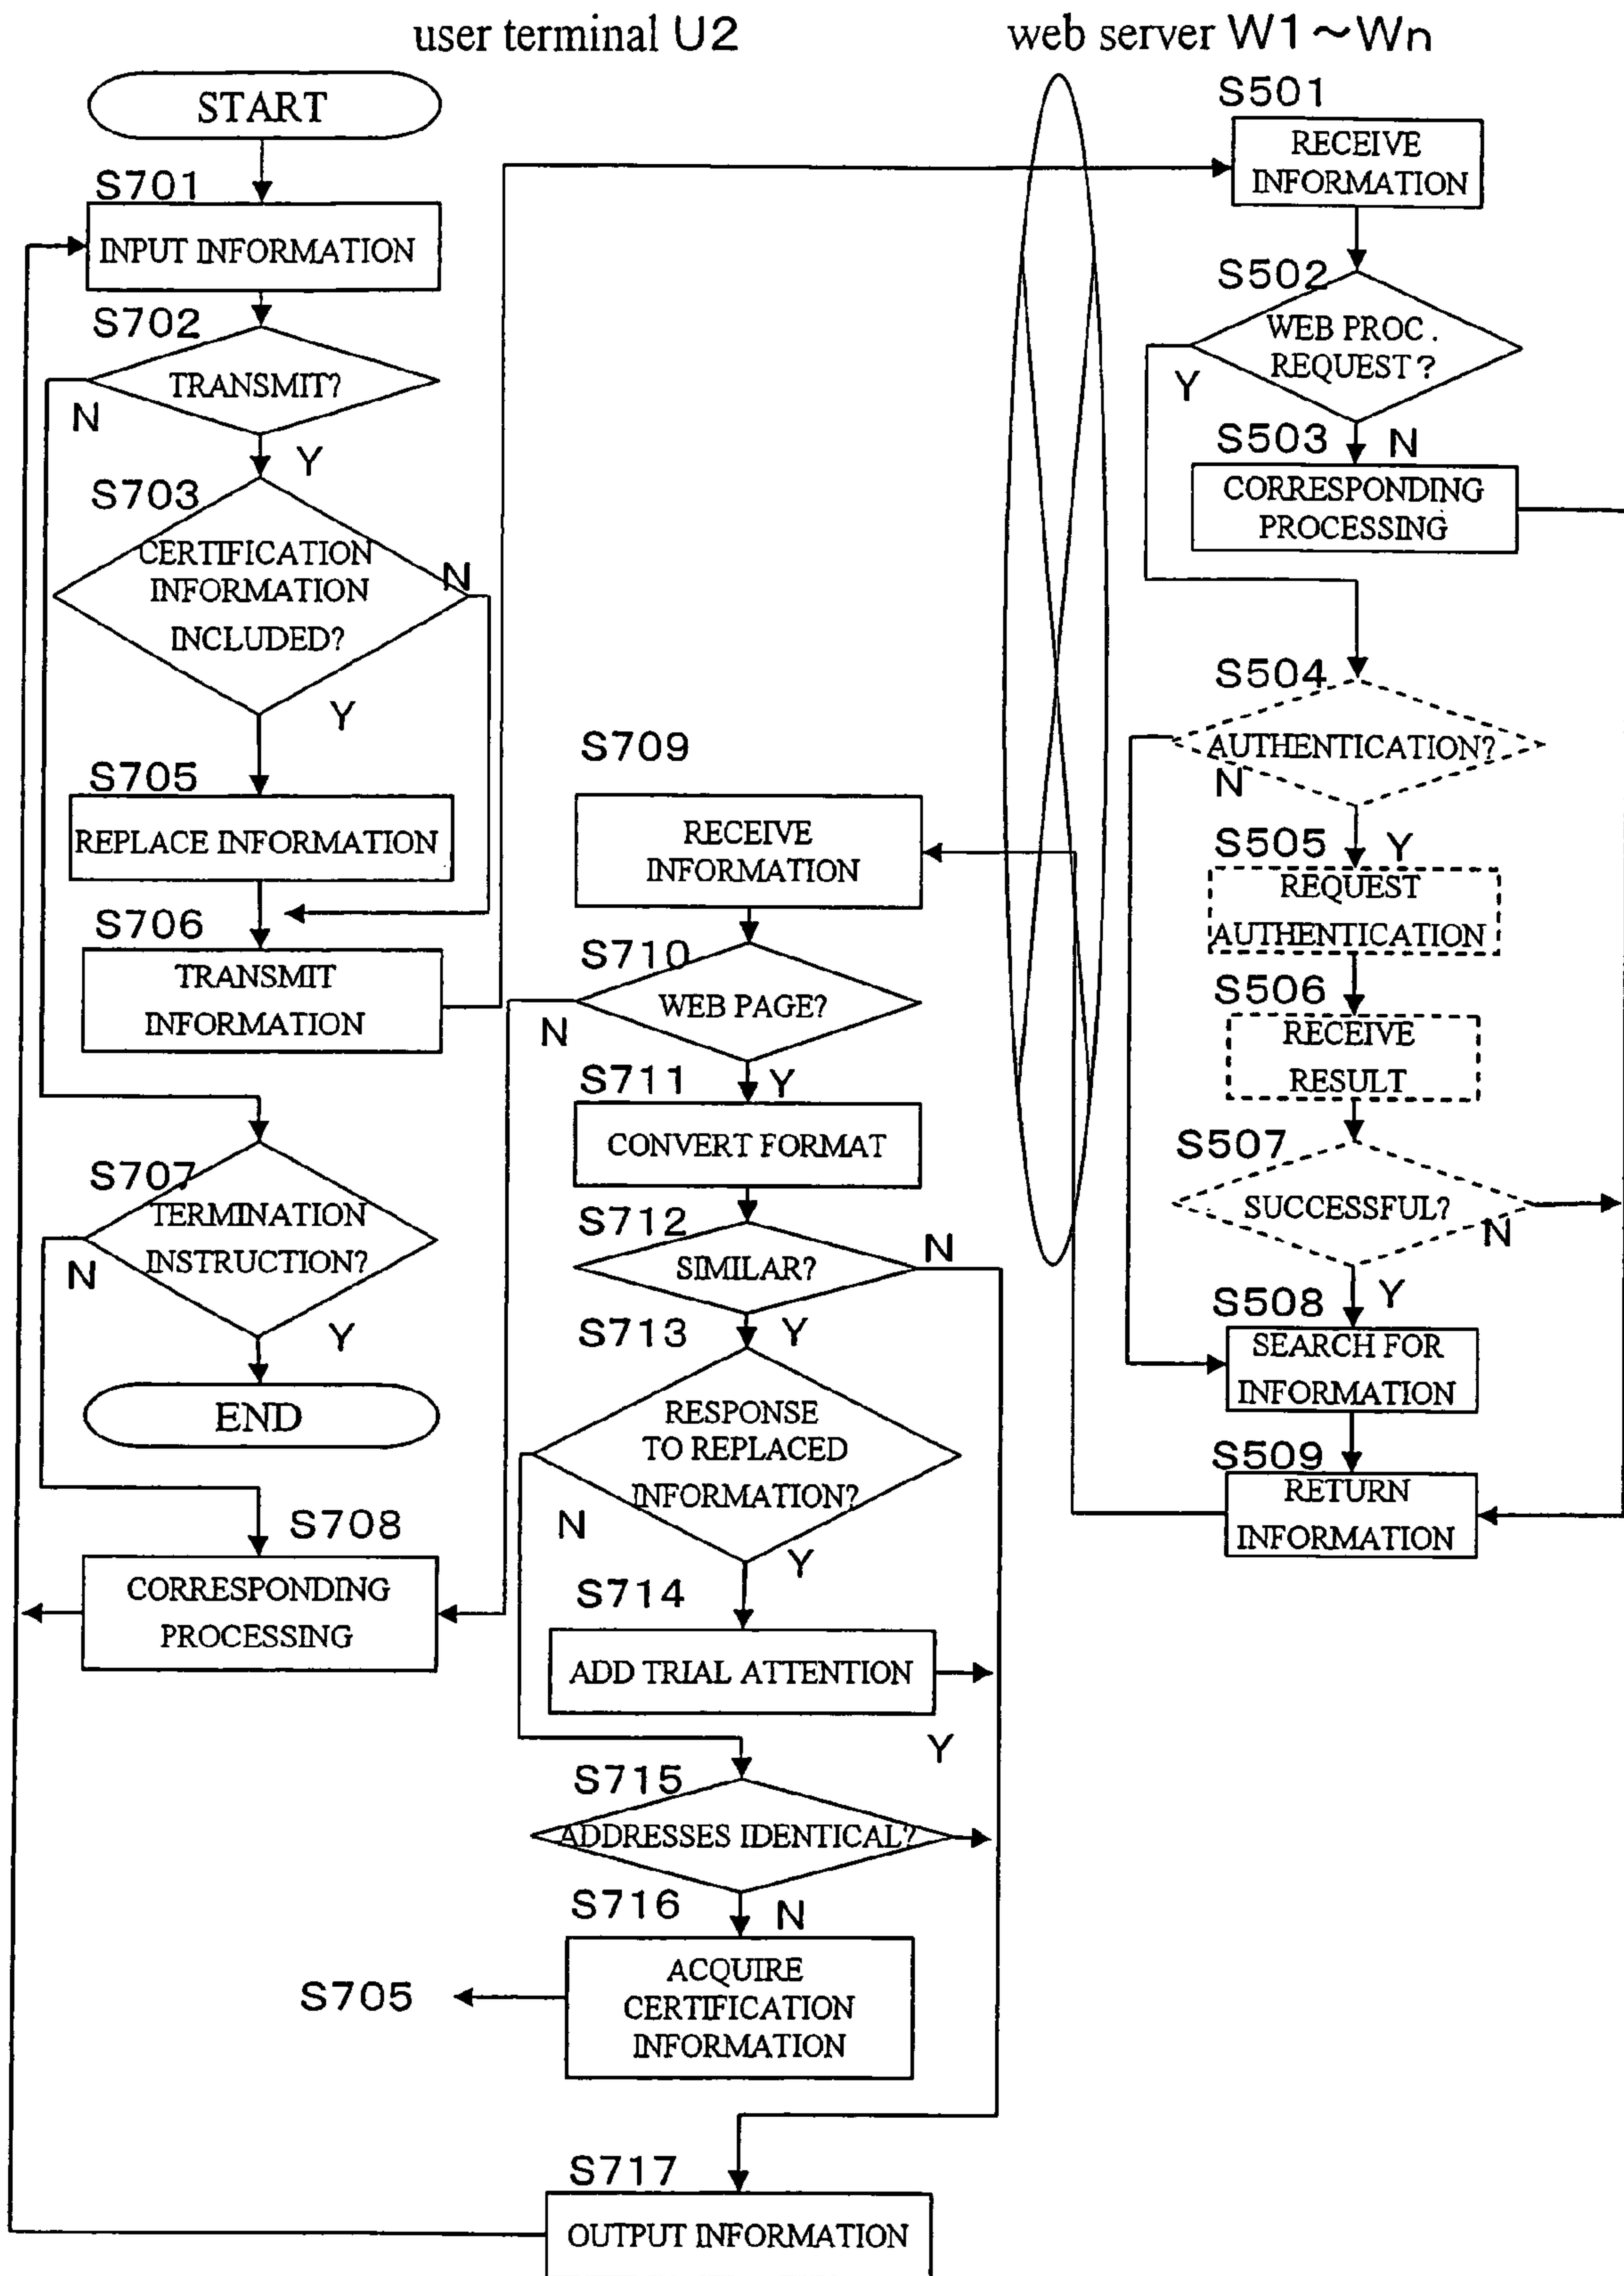 user terminal U2
web server W1~Wn
START
S701
INPUT INFORMATION
S702
TRANSMIT?
N
Y
S703
CERTIFICATION
INFORMATION
INCLUDED?
N
Y
S705
REPLACE INFORMATION
S706
TRANSMIT
INFORMATION
S707
TERMINATION
INSTRUCTION?
N
Y
END
S708
CORRESPONDING
PROCESSING
S709
RECEIVE
INFORMATION
S710
WEB PAGE?
N
Y
S711
CONVERT FORMAT
S712
SIMILAR?
N
Y
S713
RESPONSE
TO REPLACED
INFORMATION?
N
Y
S714
ADD TRIAL ATTENTION
Y
S715
ADDRESSES IDENTICAL?
S716
N
ACQUIRE
CERTIFICATION
INFORMATION
S705
S717
OUTPUT INFORMATION
S501
RECEIVE
INFORMATION
S502
WEB PROC.
REQUEST?
Y
S503
N
CORRESPONDING
PROCESSING
S504
AUTHENTICATION?
N
S505
Y
REQUEST
AUTHENTICATION
S506
RECEIVE
RESULT
S507
SUCCESSFUL?
N
Y
S508
SEARCH FOR
INFORMATION
S509
RETURN
INFORMATION